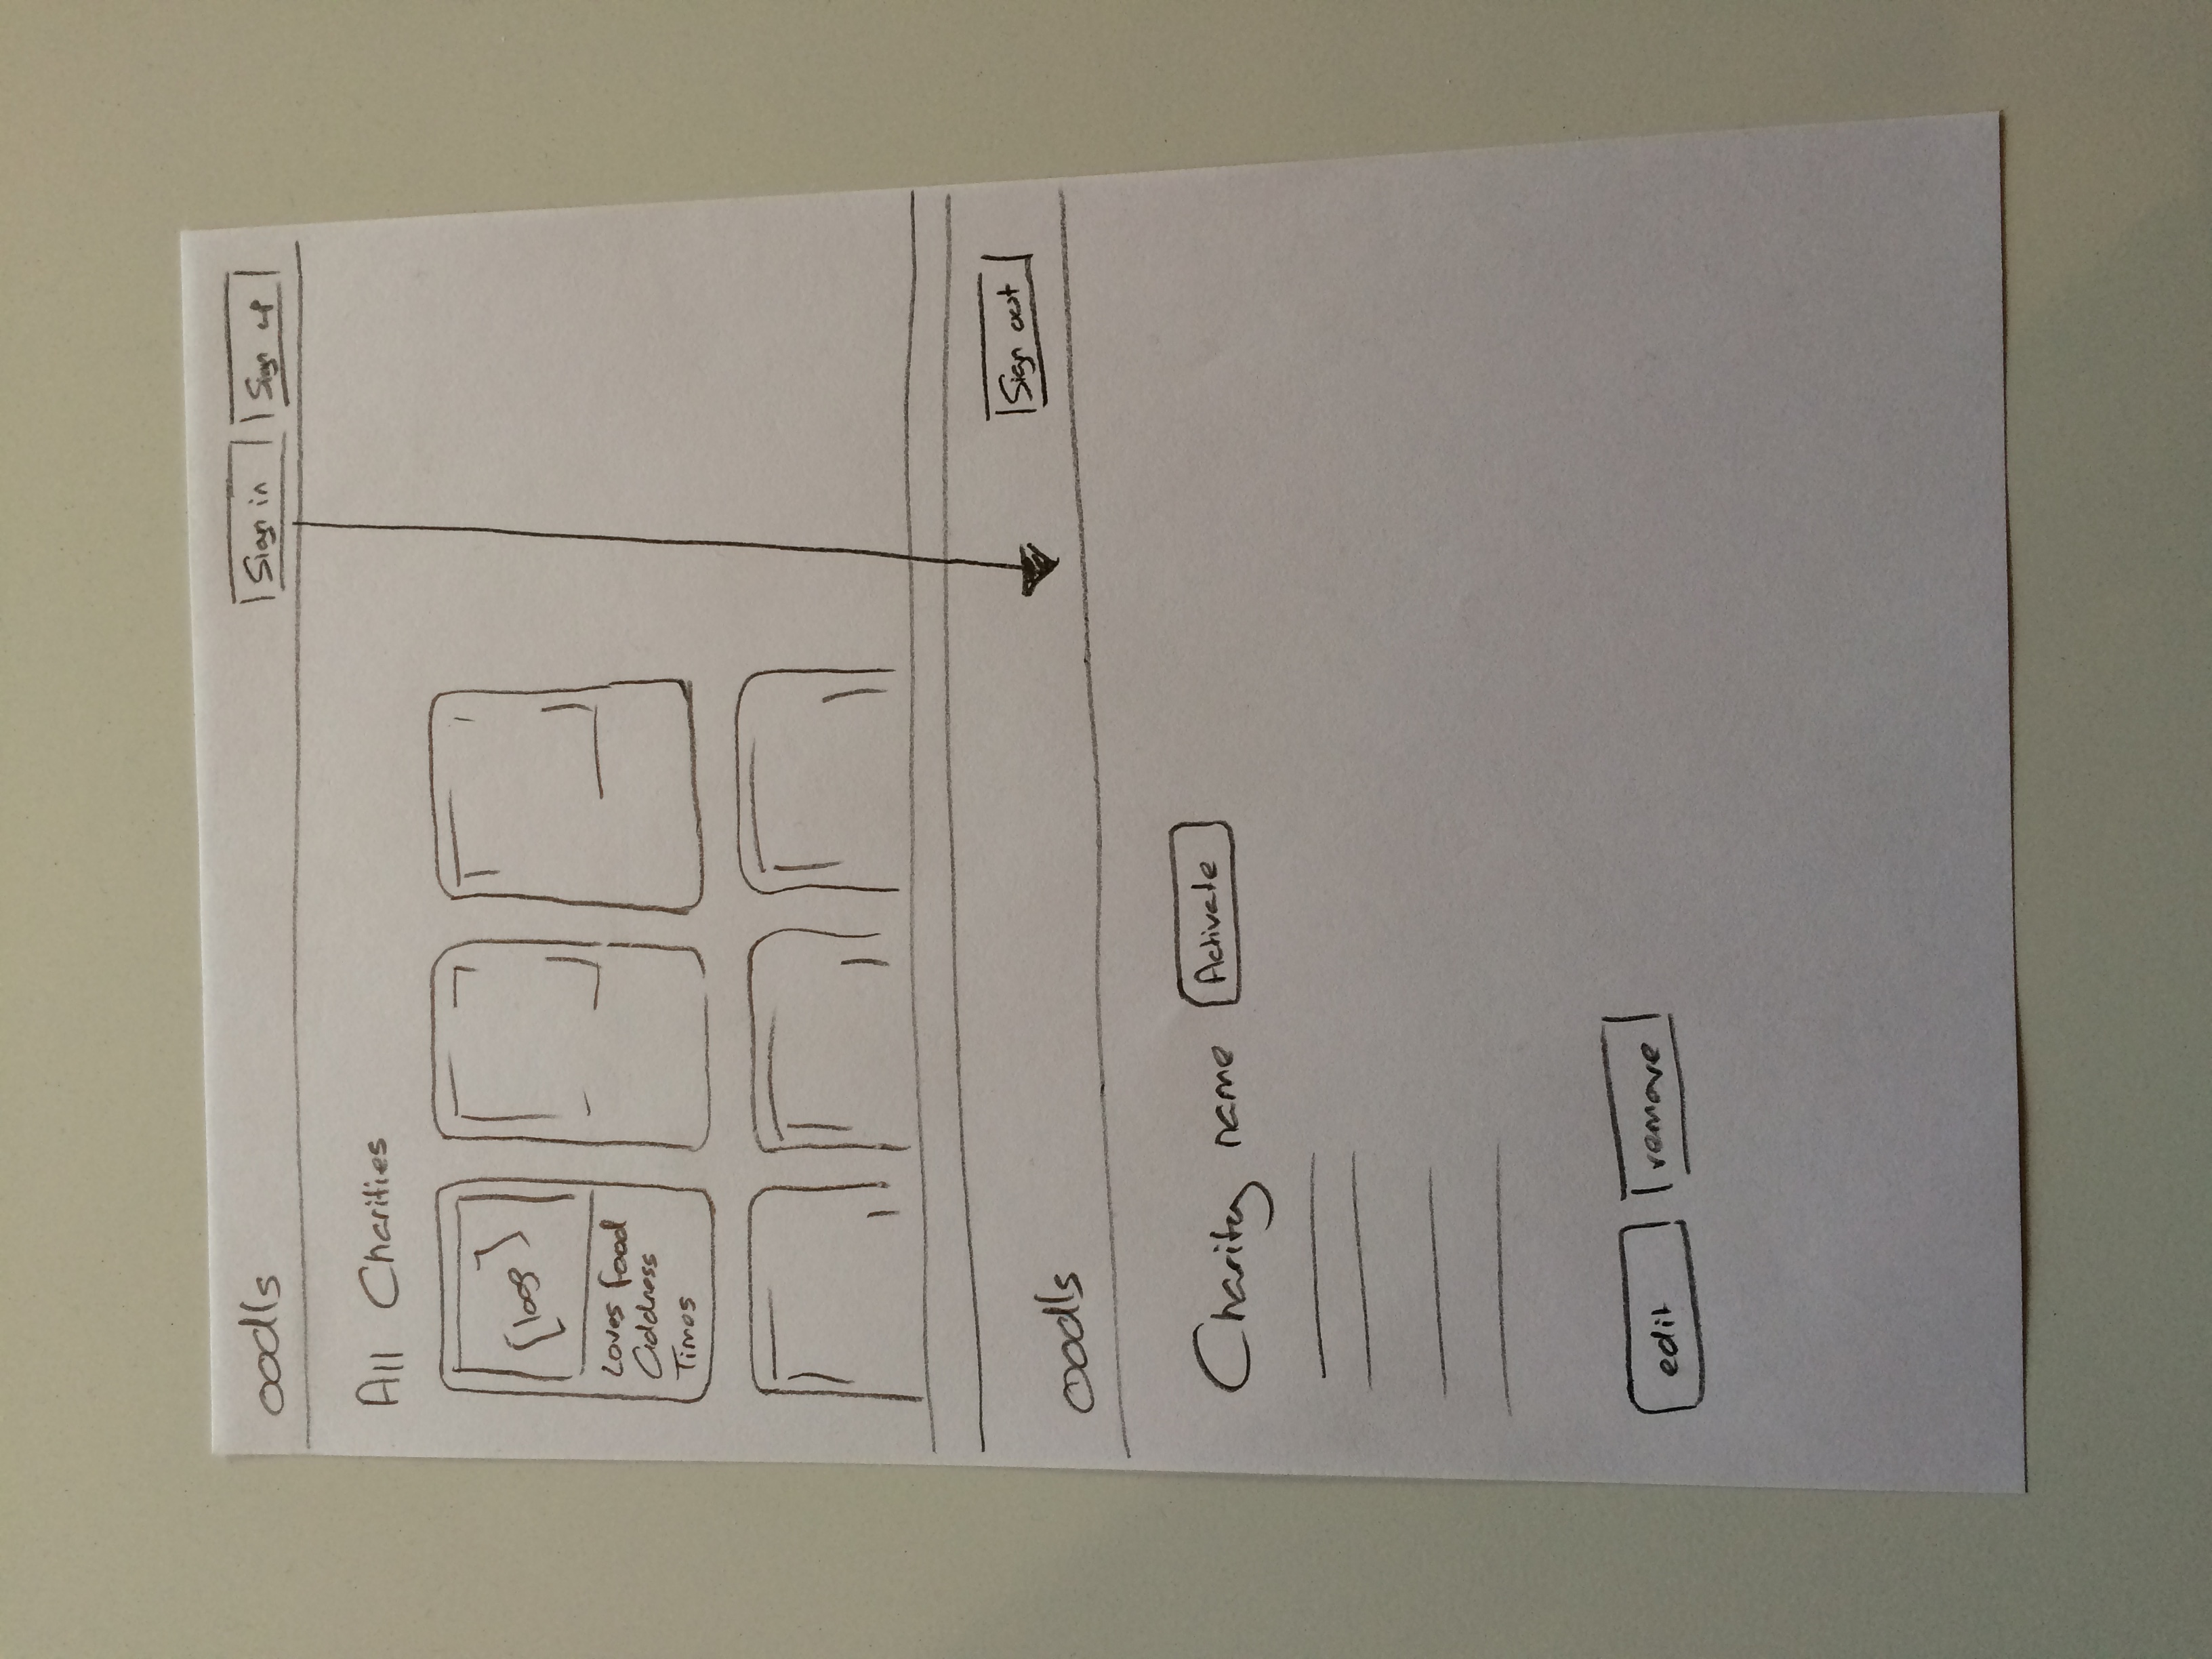 oodls
Sign in
Sign up
All Charities
[logo]
Loves food
Address
Times
Sign out
oodls
Charity name
Activate
edit
remove